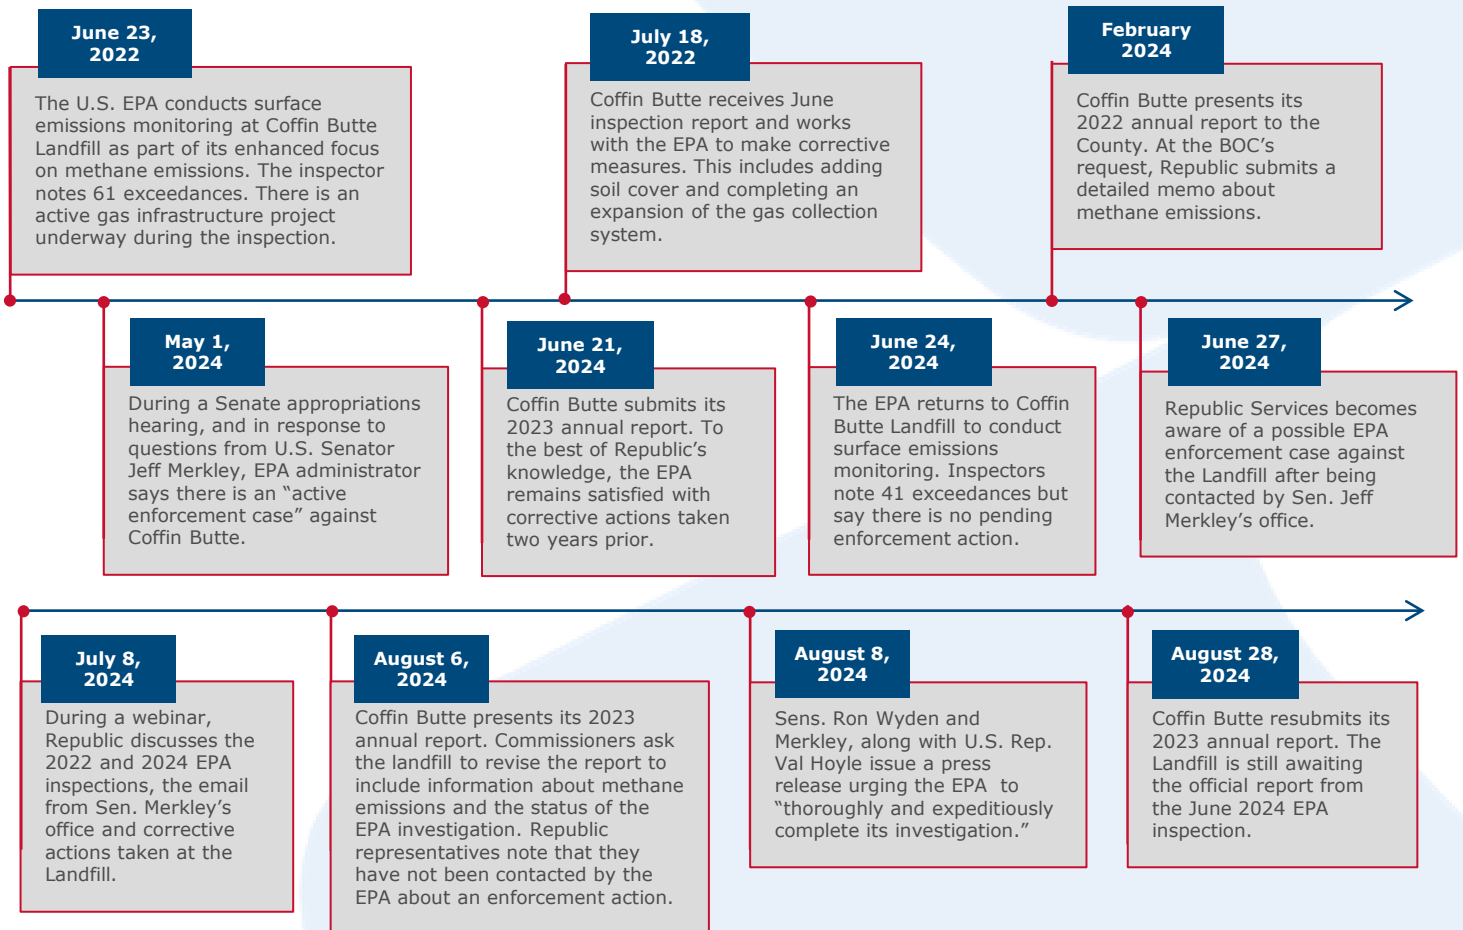 June 23,
2022
The U.S. EPA conducts surface
emissions monitoring at Coffin Butte
Landfill as part of its enhanced focus
on methane emissions. The inspector
notes 61 exceedances. There is an
active gas infrastructure project
underway during the inspection.
July 18,
2022
Coffin Butte receives June
inspection report and works
with the EPA to make corrective
measures. This includes adding
soil cover and completing an
expansion of the gas collection
system.
February
2024
Coffin Butte presents its
2022 annual report to the
County. At the BOC’s
request, Republic submits a
detailed memo about
methane emissions.
May 1,
2024
During a Senate appropriations
hearing, and in response to
questions from U.S. Senator
Jeff Merkley, EPA administrator
says there is an “active
enforcement case” against
Coffin Butte.
June 21,
2024
Coffin Butte submits its
2023 annual report. To
the best of Republic’s
knowledge, the EPA
remains satisfied with
corrective actions taken
two years prior.
June 24,
2024
The EPA returns to Coffin
Butte Landfill to conduct
surface emissions
monitoring. Inspectors
note 41 exceedances but
say there is no pending
enforcement action.
June 27,
2024
Republic Services becomes
aware of a possible EPA
enforcement case against
the Landfill after being
contacted by Sen. Jeff
Merkley’s office.
July 8,
2024
During a webinar,
Republic discusses the
2022 and 2024 EPA
inspections, the email
from Sen. Merkley’s
office and corrective
actions taken at the
Landfill.
August 6,
2024
Coffin Butte presents its 2023
annual report. Commissioners ask
the landfill to revise the report to
include information about methane
emissions and the status of the
EPA investigation. Republic
representatives note that they
have not been contacted by the
EPA about an enforcement action.
August 8,
2024
Sens. Ron Wyden and
Merkley, along with U.S. Rep.
Val Hoyle issue a press
release urging the EPA to
“thoroughly and expeditiously
complete its investigation.”
August 28,
2024
Coffin Butte resubmits its
2023 annual report. The
Landfill is still awaiting
the official report from
the June 2024 EPA
inspection.